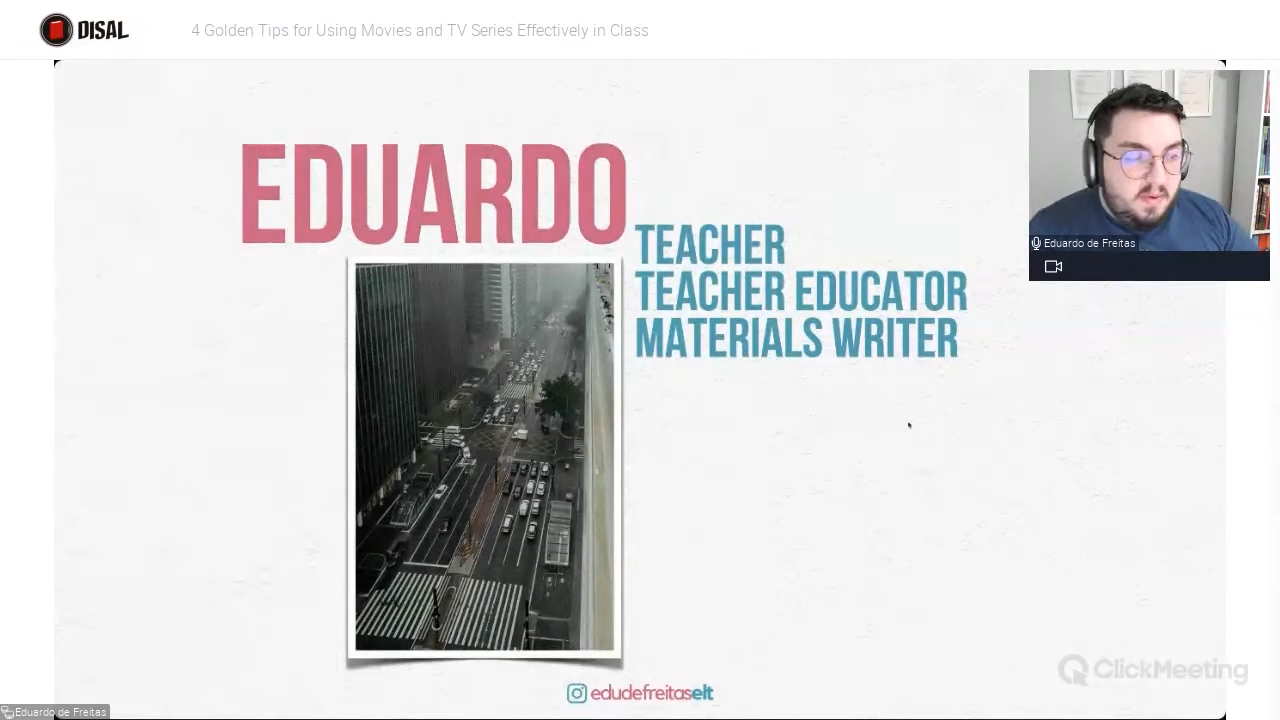 DISAL
4 Golden Tips for Using Movies and TV Series Effectively in Class
EDUARDO
TEACHER
TEACHER EDUCATOR
MATERIALS WRITER
Eduardo de Freitas
edudefreitaselt
ClickMeeting
Eduardo de Freitas